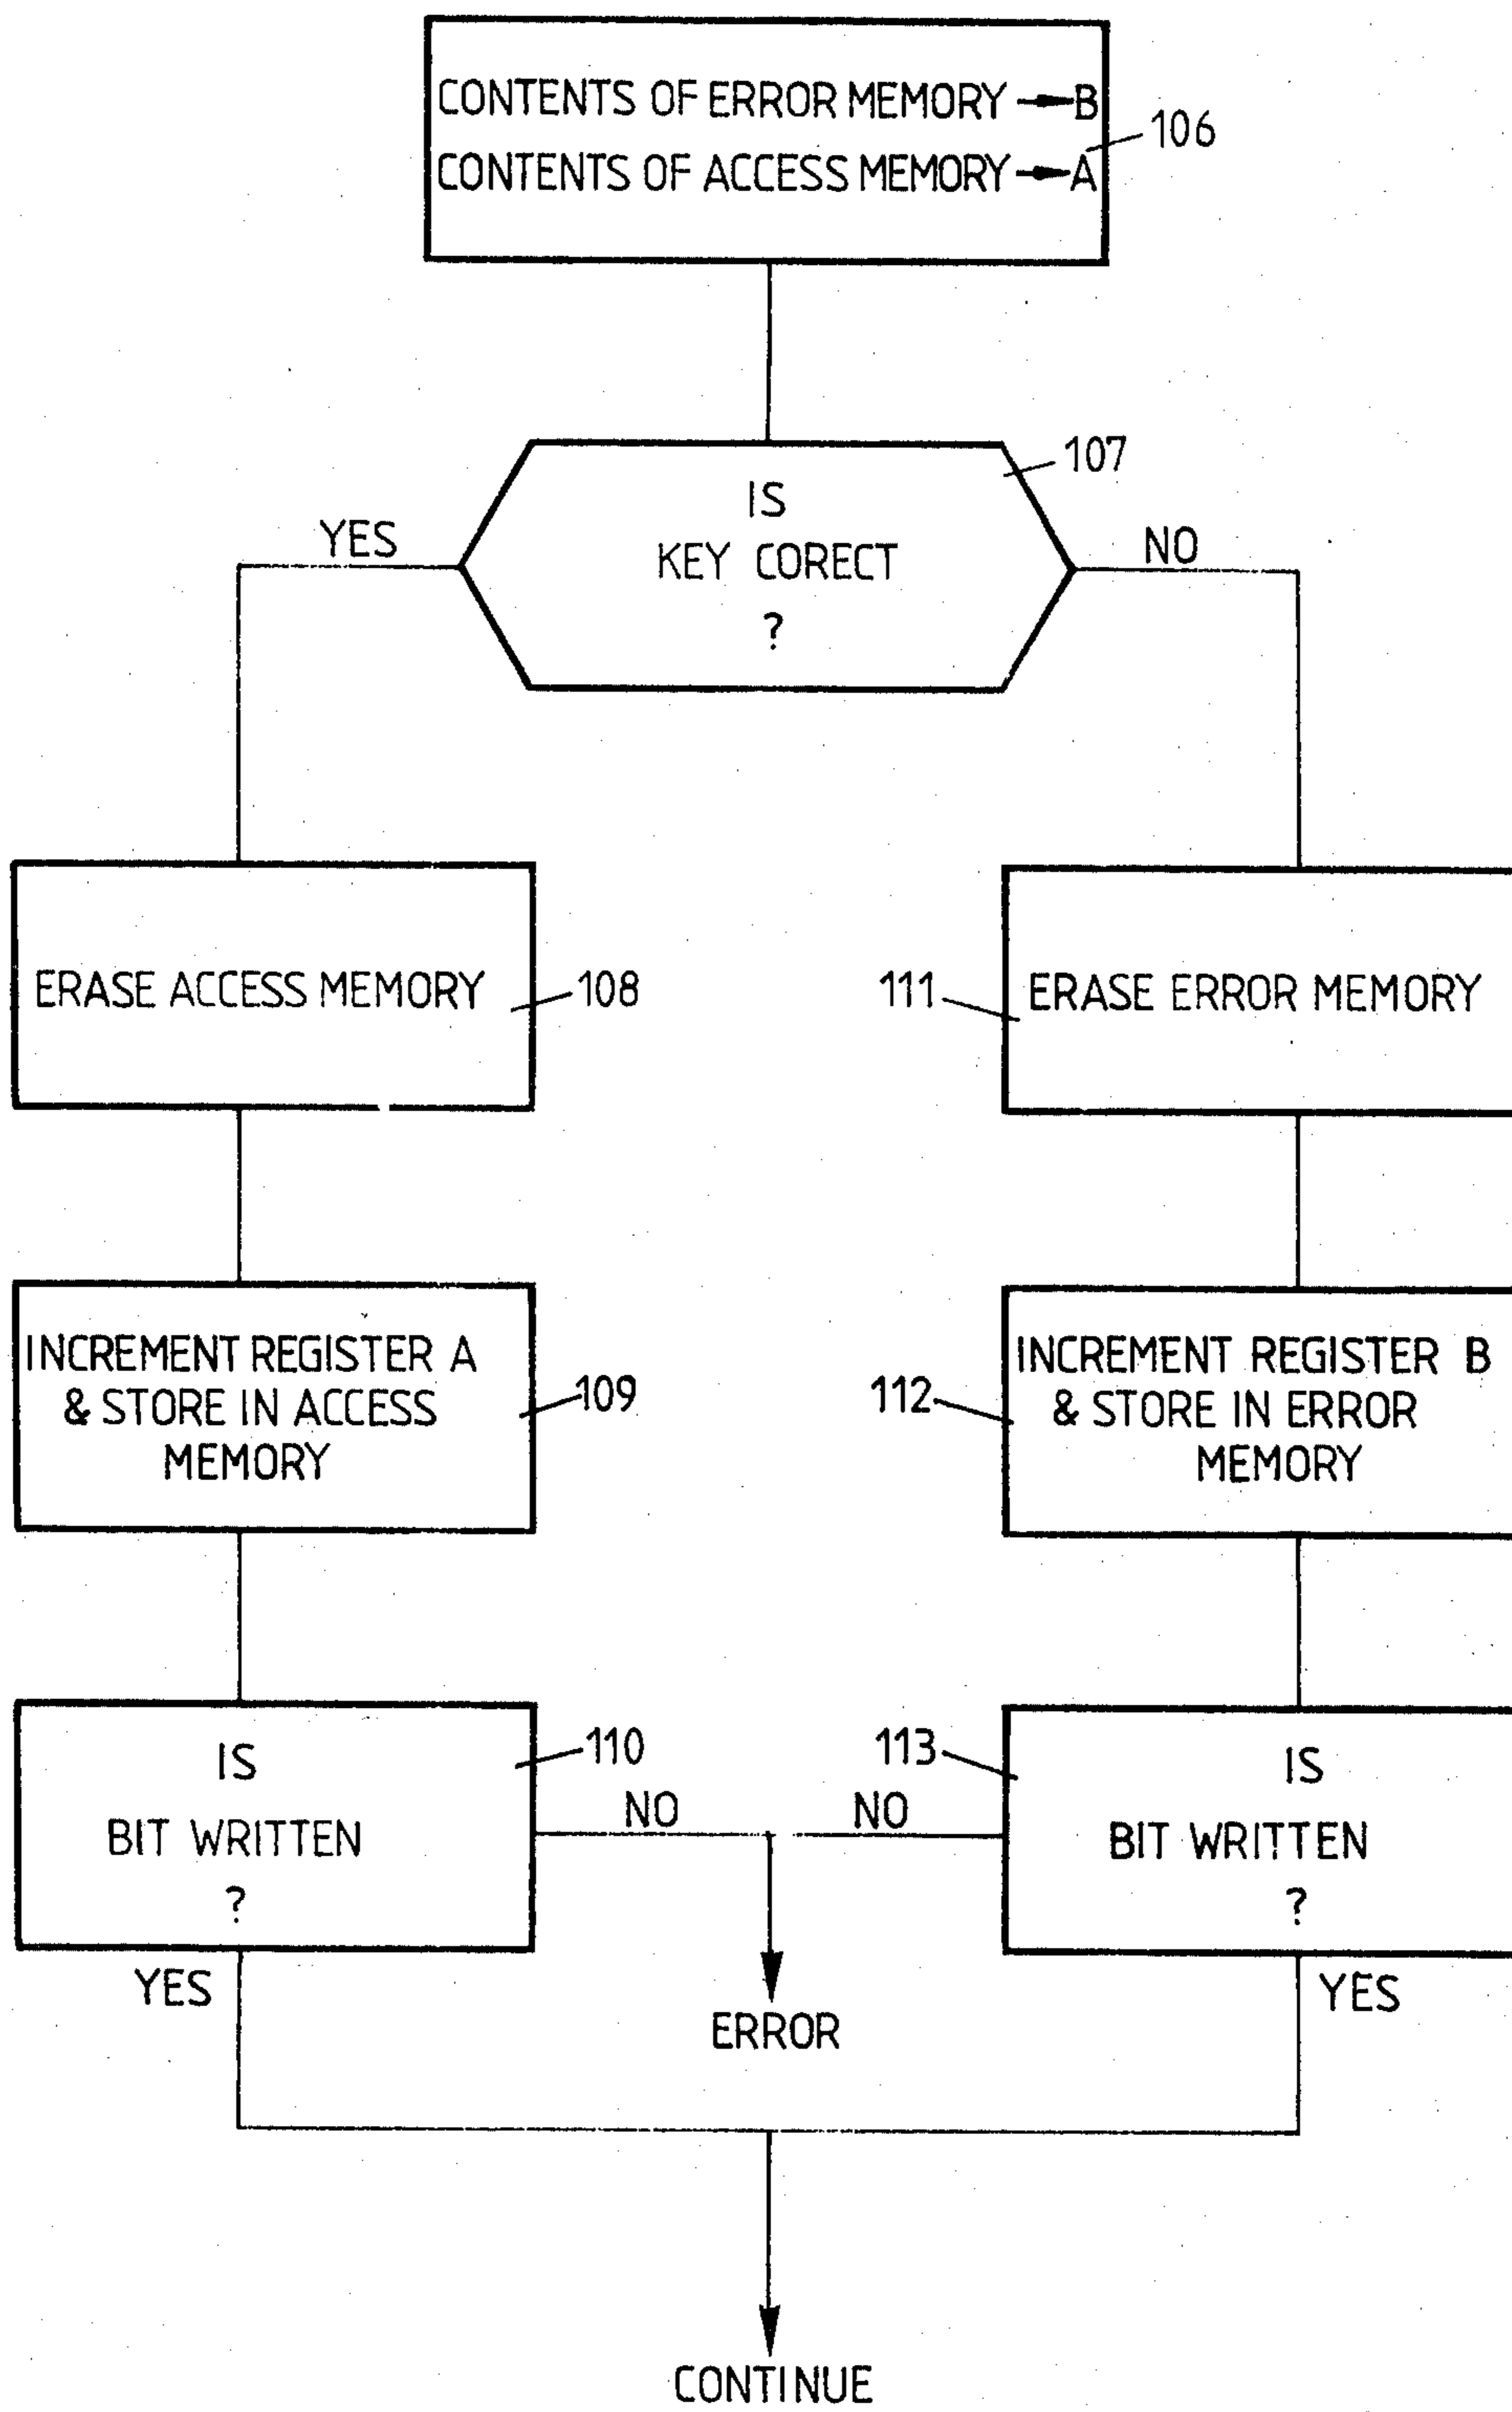 CONTENTS OF ERROR MEMORY → B
CONTENTS OF ACCESS MEMORY → A
106
107
IS
KEY CORECT
?
YES
NO
ERASE ACCESS MEMORY
108
111
ERASE ERROR MEMORY
INCREMENT REGISTER A
& STORE IN ACCESS
MEMORY
109
112
INCREMENT REGISTER B
& STORE IN ERROR
MEMORY
IS
BIT WRITTEN
?
110
NO
113
NO
IS
BIT WRITTEN
?
YES
YES
ERROR
CONTINUE